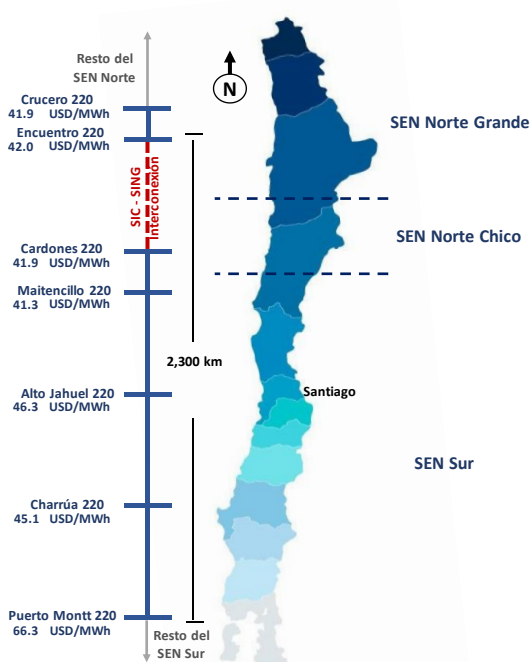 Resto del
SEN Norte
N
Crucero 220
41.9 USD/MWh
SEN Norte Grande
Encuentro 220
42.0 USD/MWh
SIC - SING
Interconexión
SEN Norte Chico
Cardones 220
41.9 USD/MWh
Maitencillo 220
41.3 USD/MWh
2,300 km
Alto Jahuel 220
46.3 USD/MWh
Santiago
SEN Sur
Charrúa 220
45.1 USD/MWh
Puerto Montt 220
66.3 USD/MWh
Resto del
SEN Sur